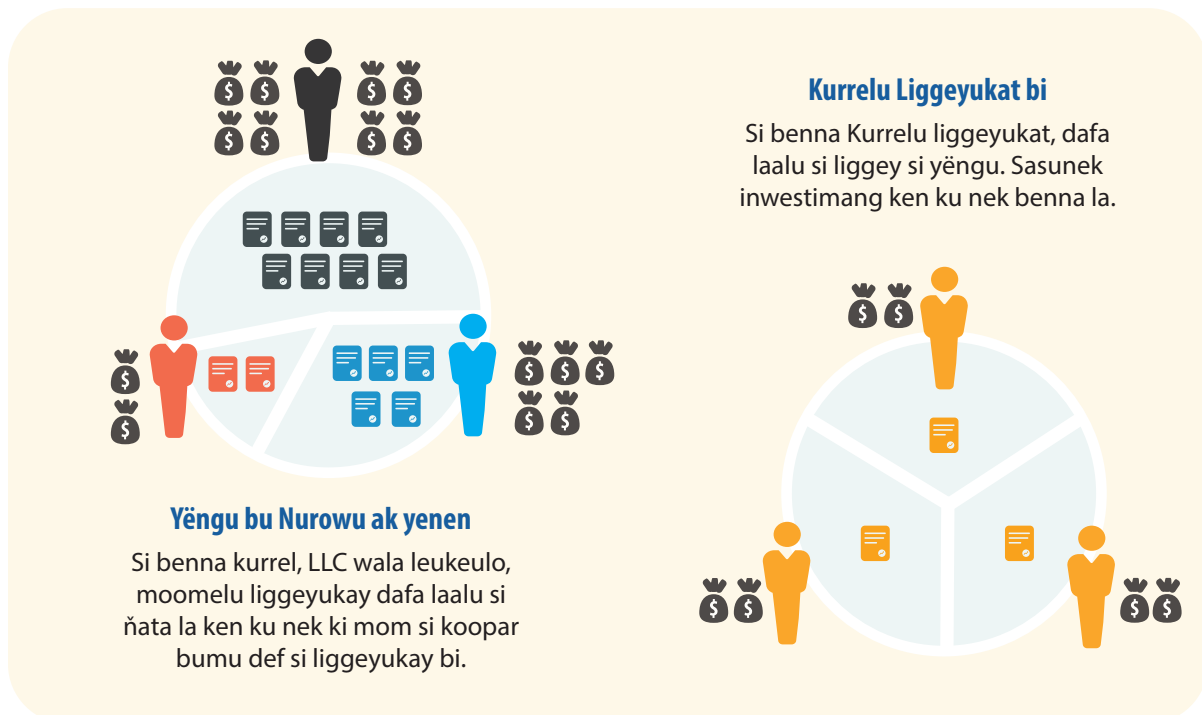 Kurrelu Liggeyukat bi
Si benna Kurrelu liggeyukat, dafa
laalu si liggey si yëngu. Sasunek
inwestimang ken ku nek benna la.
Yëngu bu Nurowu ak yenen
Si benna kurrel, LLC wala leukeulo,
moomelu liggeyukay dafa laalu si
ňata la ken ku nek ki mom si koopar
bumu def si liggeyukay bi.